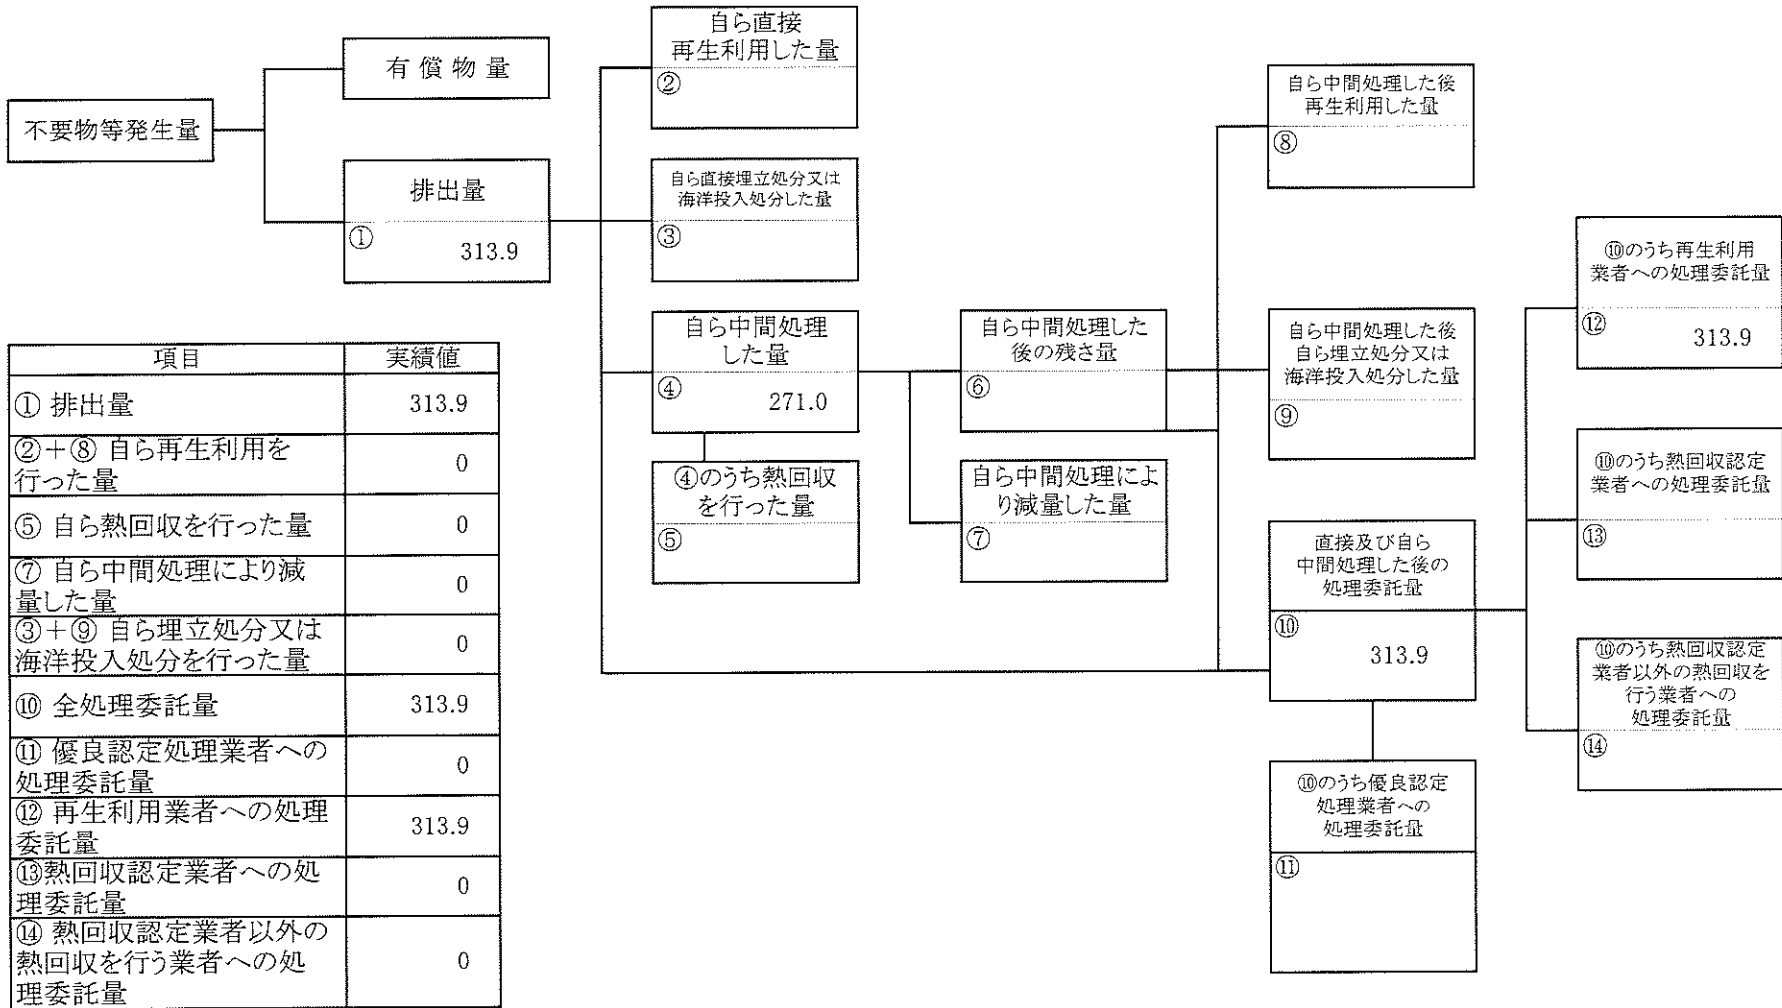 不要物等発生量
有償物量
排出量
①
313.9
自ら直接
再生利用した量
②
自ら直接埋立処分又は
海洋投入処分した量
③
自ら中間処理
した量
④
271.0
④のうち熱回収
を行った量
⑤
自ら中間処理した
後の残さ量
⑥
自ら中間処理によ
り減量した量
⑦
自ら中間処理した後
再生利用した量
⑧
自ら中間処理した後
自ら埋立処分又は
海洋投入処分した量
⑨
直接及び自ら
中間処理した後の
処理委託量
⑩
313.9
⑩のうち優良認定
処理業者への
処理委託量
⑪
⑩のうち再生利用
業者への処理委託量
⑫
313.9
⑩のうち熱回収認定
業者への処理委託量
⑬
⑩のうち熱回収認定
業者以外の熱回収を
行う業者への
処理委託量
⑭
項目 実績値
① 排出量 313.9
②+⑧ 自ら再生利用を
行った量 0
⑤ 自ら熱回収を行った量 0
⑦ 自ら中間処理により減
量した量 0
③+⑨ 自ら埋立処分又は
海洋投入処分を行った量 0
⑩ 全処理委託量 313.9
⑪ 優良認定処理業者への
処理委託量 0
⑫ 再生利用業者への処理
委託量 313.9
⑬熱回収認定業者への処
理委託量 0
⑭ 熱回収認定業者以外の
熱回収を行う業者への処
理委託量 0